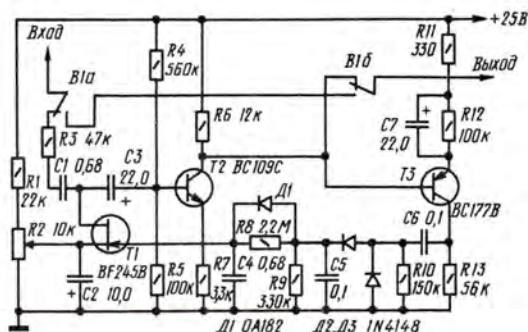 +25В
Вход
В1а
R4 560к
В1б
R11 330
Выход
R3 47к
R6 12к
C7 22,0
R12 100к
C1 0,68
C3 22,0
T2 BC109C
T3
R1 22к
Д1
BC177B
R2 10к
T1 BF245B
R8 2,2М
C6 0,1
C2 10,0
R5 100к
R7 3,3к
C4 0,68
R9 330к
C5 0,1
R10 150к
R13 56к
Д1 OA182 Д2,Д3 1N4148